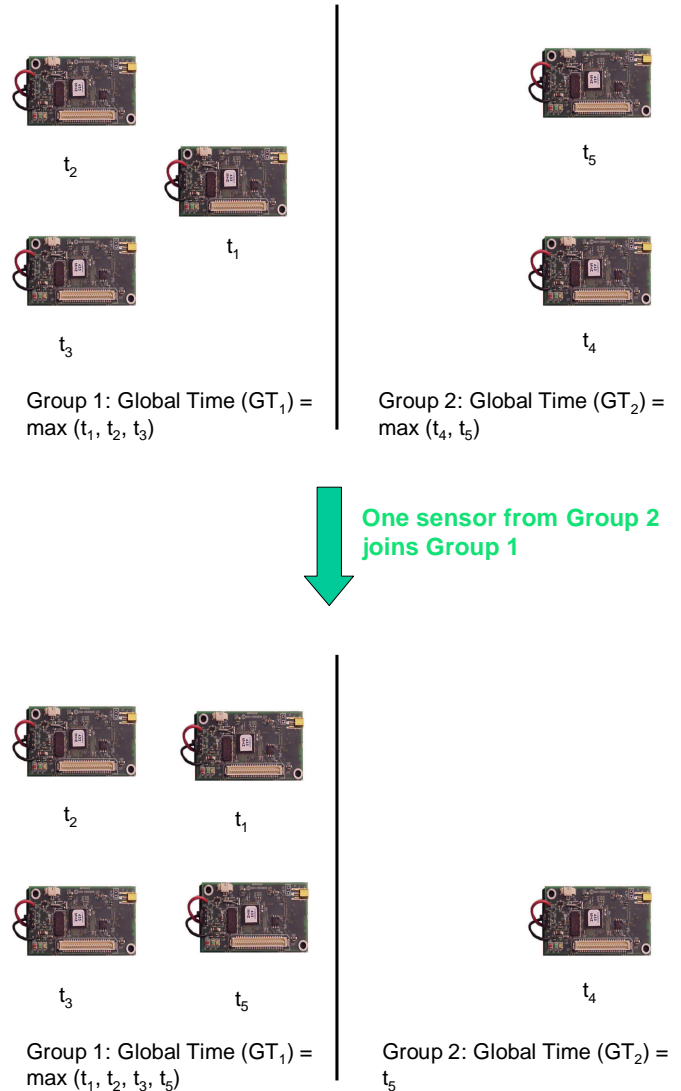 t₂
t₅
t₁
t₃
t₄
Group 1: Global Time (GT₁) =
max (t₁, t₂, t₃)
Group 2: Global Time (GT₂) =
max (t₄, t₅)
One sensor from Group 2
joins Group 1
t₂
t₁
t₃
t₅
t₄
Group 1: Global Time (GT₁) =
max (t₁, t₂, t₃, t₅)
Group 2: Global Time (GT₂) =
t₅